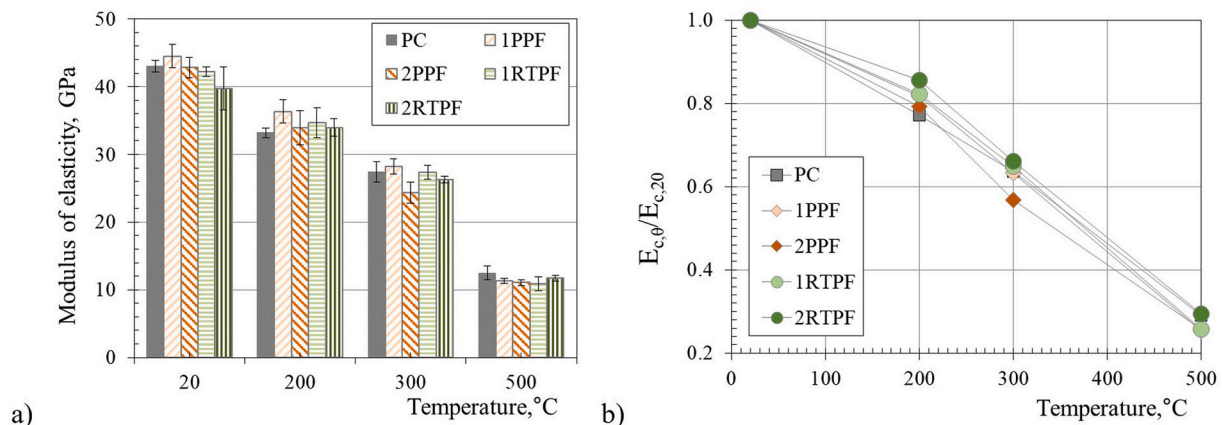 50
40
30
20
10
0
Modulus of elasticity, GPa
PC
1PPF
2PPF
1RTPF
2RTPF
20
200
300
500
Temperature,°C
a)
1.0
0.8
0.6
0.4
0.2
E c,θ/E c,20
PC
1PPF
2PPF
1RTPF
2RTPF
0
100
200
300
400
500
Temperature,°C
b)